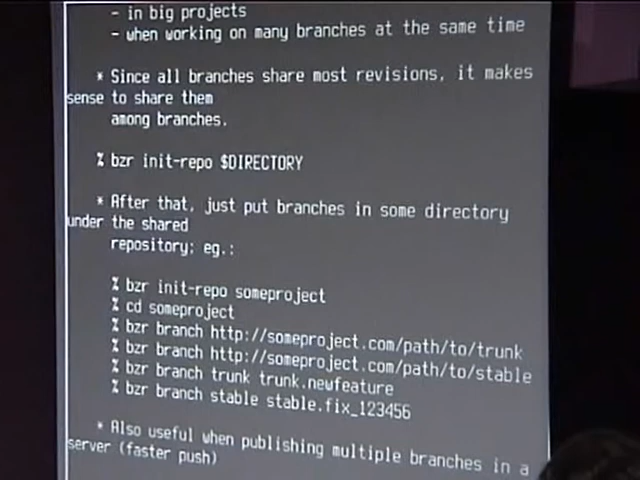 - in big projects
- when working on many branches at the same time
* Since all branches share most revisions, it makes
sense to share them
among branches.
% bzr init-repo $DIRECTORY
* After that, just put branches in some directory
under the shared
repository; eg.:
% bzr init-repo someproject
% cd someproject
% bzr branch http://someproject.com/path/to/trunk
% bzr branch http://someproject.com/path/to/stable
% bzr branch trunk trunk.newfeature
% bzr branch stable stable.fix_123456
* Also useful when publishing multiple branches in a
server (faster push)